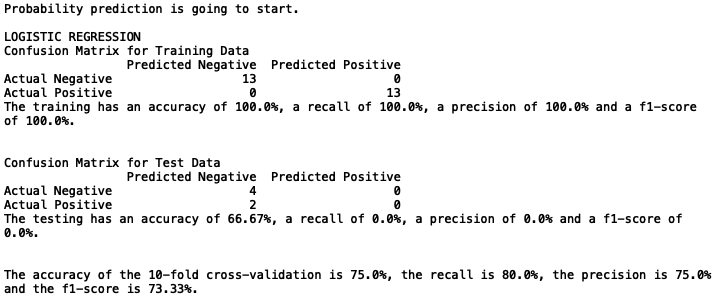 Probability prediction is going to start.
LOGISTIC REGRESSION
Confusion Matrix for Training Data
Predicted Negative Predicted Positive
Actual Negative 13 0
Actual Positive 0 13
The training has an accuracy of 100.0%, a recall of 100.0%, a precision of 100.0% and a f1-score
of 100.0%.
Confusion Matrix for Test Data
Predicted Negative Predicted Positive
Actual Negative 4 0
Actual Positive 2 0
The testing has an accuracy of 66.67%, a recall of 0.0%, a precision of 0.0% and a f1-score of
0.0%.
The accuracy of the 10-fold cross-validation is 75.0%, the recall is 80.0%, the precision is 75.0%
and the f1-score is 73.33%.